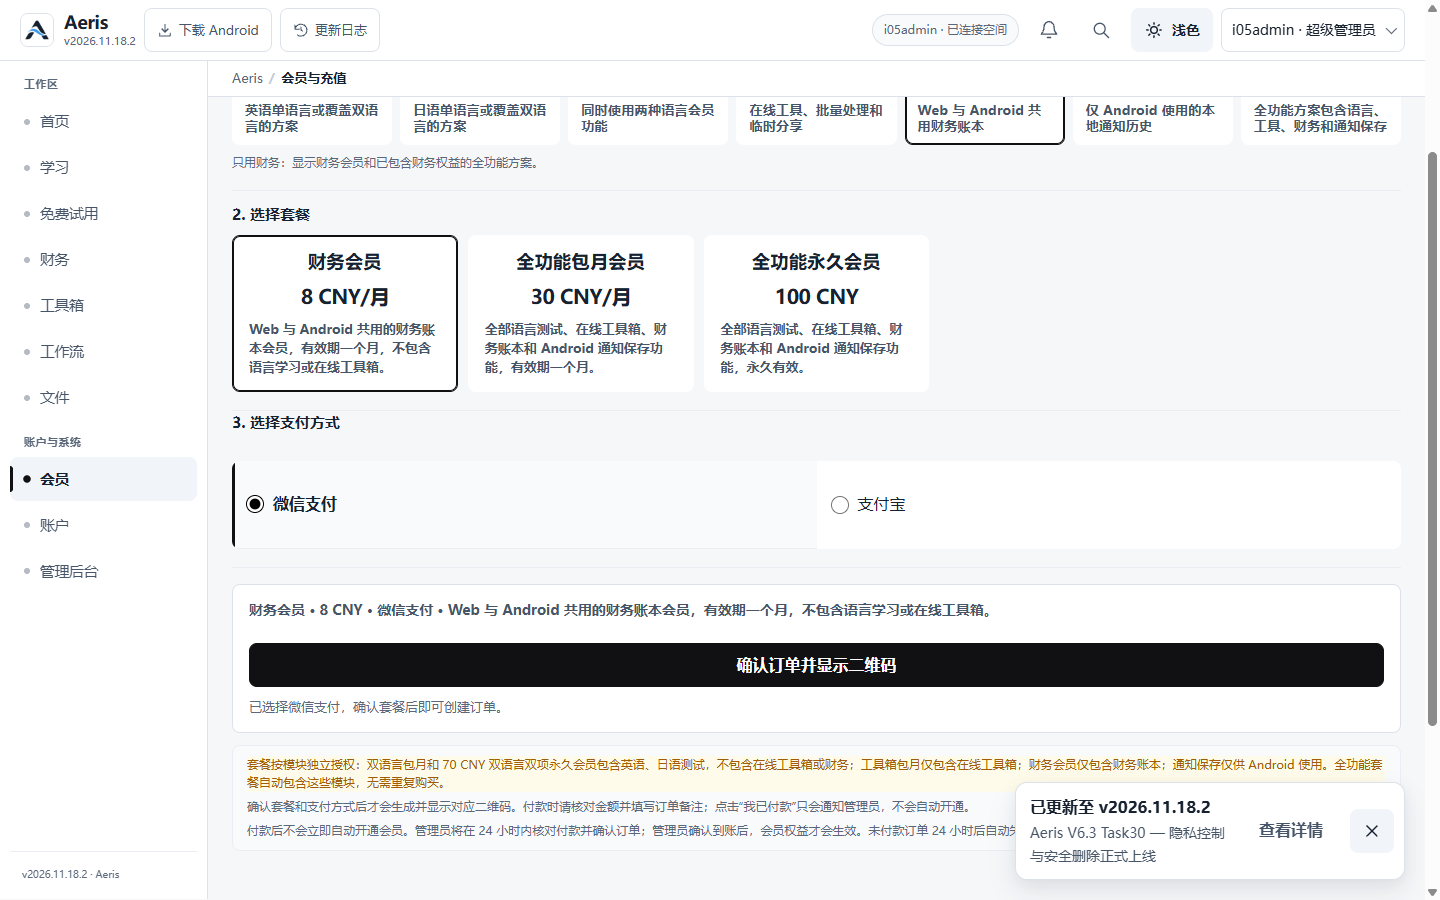 Aeris
v2026.11.18.2
下载 Android
更新日志
i05admin · 已连接空间
浅色
i05admin · 超级管理员
工作区
首页
学习
免费试用
财务
工具箱
工作流
文件
账户与系统
会员
账户
管理后台
v2026.11.18.2 · Aeris
Aeris / 会员与充值
英语单语言或覆盖双语
言的方案
日语单语言或覆盖双语
言的方案
同时使用两种语言会员
功能
在线工具、批量处理和
临时分享
Web 与 Android 共
用财务账本
仅 Android 使用的本
地通知历史
全功能方案包含语言、
工具、财务和通知保存
只用财务：显示财务会员和已包含财务权益的全功能方案。
2. 选择套餐
财务会员
8 CNY/月
Web 与 Android 共用的财务账
本会员，有效期一个月，不包含
语言学习或在线工具箱。
全功能包月会员
30 CNY/月
全部语言测试、在线工具箱、财
务账本和 Android 通知保存功
能，有效期一个月。
全功能永久会员
100 CNY
全部语言测试、在线工具箱、财
务账本和 Android 通知保存功
能，永久有效。
3. 选择支付方式
微信支付
支付宝
财务会员 • 8 CNY • 微信支付 • Web 与 Android 共用的财务账本会员，有效期一个月，不包含语言学习或在线工具箱。
确认订单并显示二维码
已选择微信支付，确认套餐后即可创建订单。
套餐按模块独立授权：双语言包月和 70 CNY 双语言双项永久会员包含英语、日语测试，不包含在线工具箱或财务；工具箱包月仅包含在线工具箱；财务会员仅包含财务账本；通知保存仅供 Android 使用。全功能套
餐自动包含这些模块，无需重复购买。
确认套餐和支付方式后才会生成并显示对应二维码。付款时请核对金额并填写订单备注；点击“我已付款”只会通知管理员，不会自动开通。
付款后不会立即自动开通会员。管理员将在 24 小时内核对付款并确认订单；管理员确认到账后，会员权益才会生效。未付款订单 24 小时后自动
已更新至 v2026.11.18.2
Aeris V6.3 Task30 — 隐私控制
与安全删除正式上线
查看详情